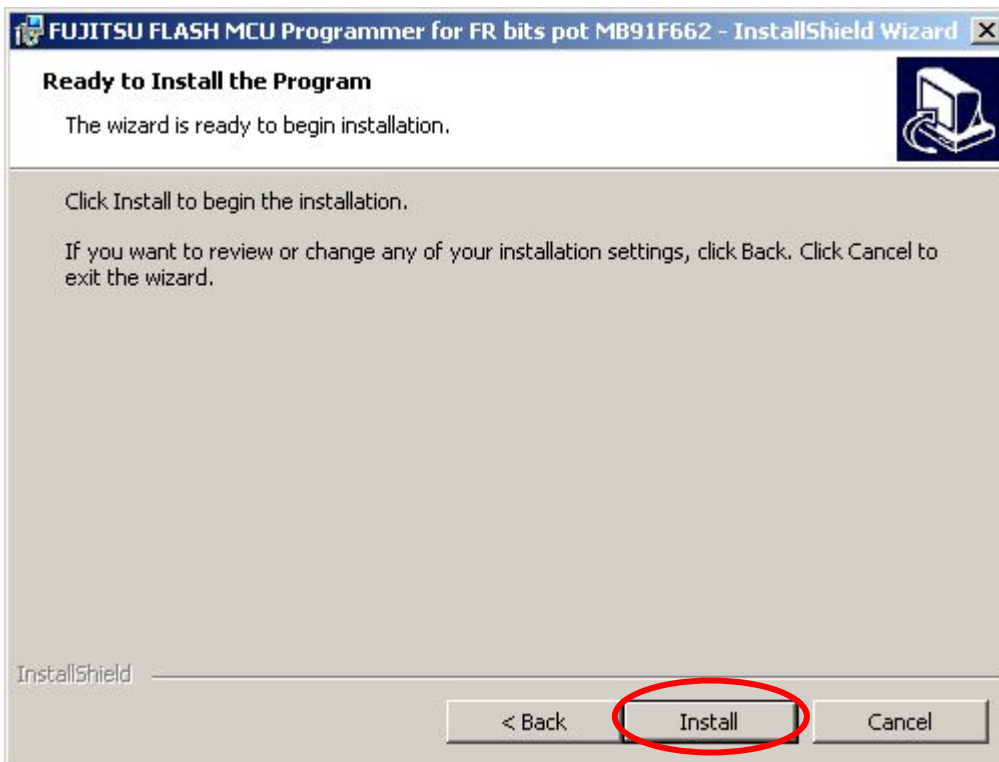 FUJITSU FLASH MCU Programmer for FR bits pot MB91F662 - InstallShield Wizard
Ready to Install the Program
The wizard is ready to begin installation.
Click Install to begin the installation.
If you want to review or change any of your installation settings, click Back. Click Cancel to
exit the wizard.
InstallShield
< Back
Install
Cancel